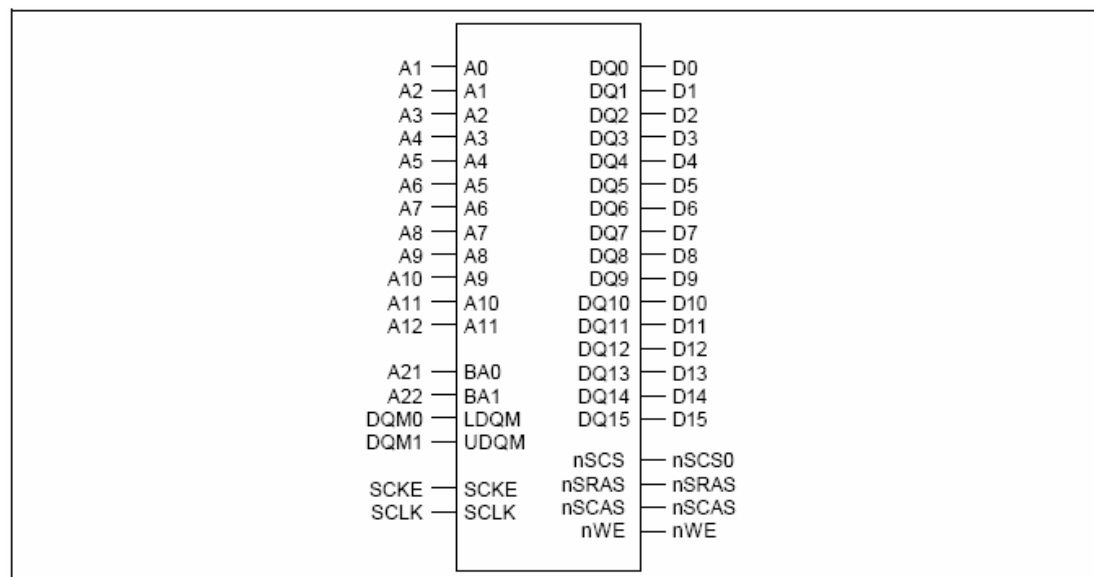 A1 A0 DQ0 D0
A2 A1 DQ1 D1
A3 A2 DQ2 D2
A4 A3 DQ3 D3
A5 A4 DQ4 D4
A6 A5 DQ5 D5
A7 A6 DQ6 D6
A8 A7 DQ7 D7
A9 A8 DQ8 D8
A10 A9 DQ9 D9
A11 A10 DQ10 D10
A12 A11 DQ11 D11
DQ12 D12
A21 BA0 DQ13 D13
A22 BA1 DQ14 D14
DQM0 LDQM DQ15 D15
DQM1 UDQM
nSCS nSCS0
SCKE SCKE nSRAS nSRAS
SCLK SCLK nSCAS nSCAS
nWE nWE